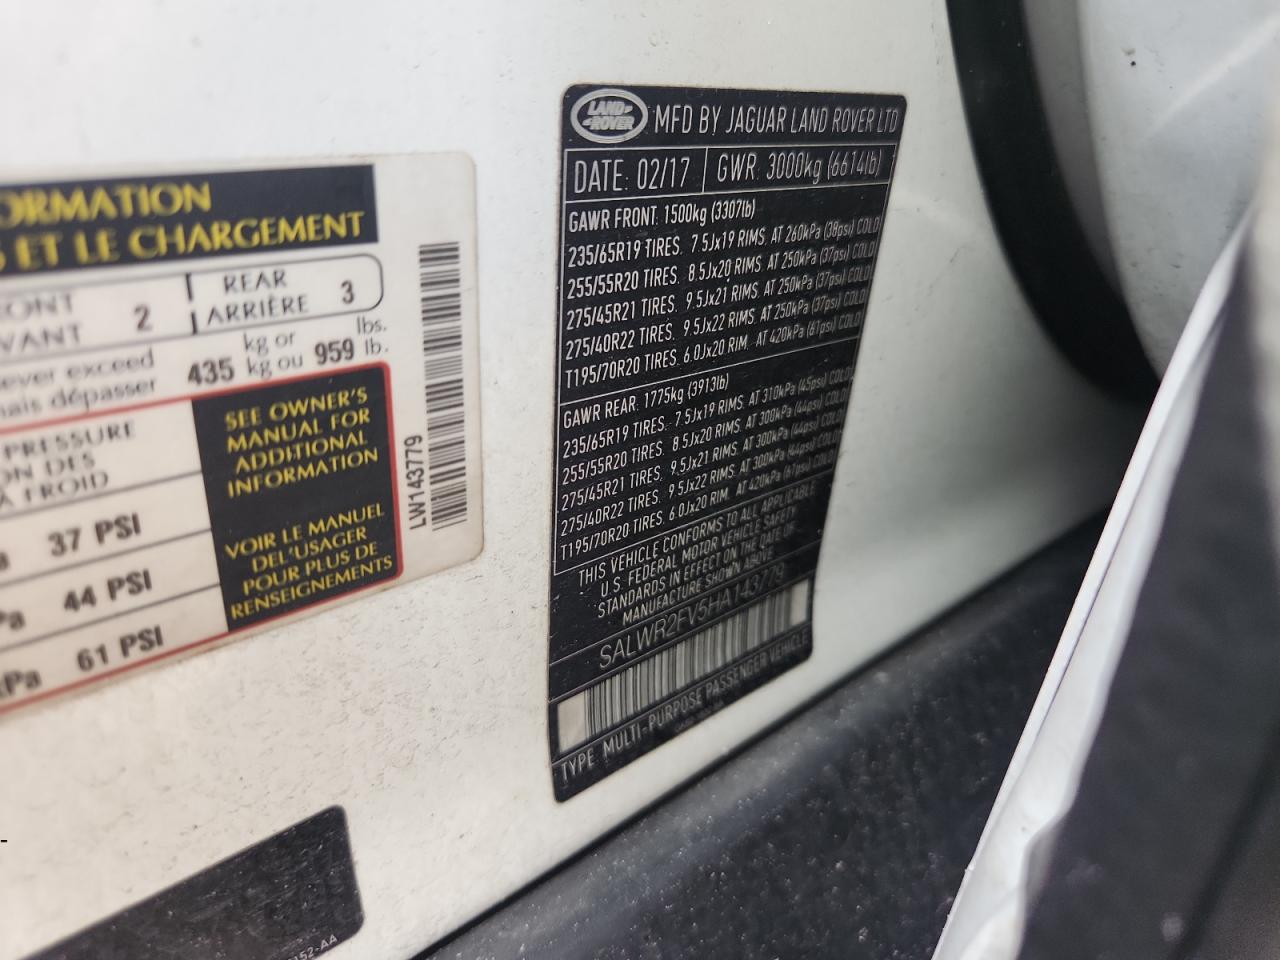 ORMATION
S ET LE CHARGEMENT
FRONT
AVANT 2
REAR
ARRIÈRE 3
never exceed
jamais dépasser 435 kg or
kg ou 959 lbs.
lb.
PRESSURE
ON DES
À FROID
37 PSI
44 PSI
kPa 61 PSI
SEE OWNER'S
MANUAL FOR
ADDITIONAL
INFORMATION
VOIR LE MANUEL
DEL'USAGER
POUR PLUS DE
RENSEIGNEMENTS
LW143779
LAND-
-ROVER
MFD BY JAGUAR LAND ROVER LTD
DATE: 02/17 GWR: 3000kg (6614lb)
GAWR FRONT: 1500kg (3307lb)
235/65R19 TIRES. 7.5Jx19 RIMS. AT 260kPa (38psi) COLD
255/55R20 TIRES. 8.5Jx20 RIMS. AT 250kPa (37psi) COLD
275/45R21 TIRES. 9.5Jx21 RIMS. AT 250kPa (37psi) COLD
275/40R22 TIRES. 9.5Jx22 RIMS. AT 250kPa (37psi) COLD
T195/70R20 TIRES. 6.0Jx20 RIM. AT 420kPa (61psi) COLD
GAWR REAR: 1775kg (3913lb)
235/65R19 TIRES. 7.5Jx19 RIMS. AT 310kPa (45psi) COLD
255/55R20 TIRES. 8.5Jx20 RIMS. AT 300kPa (44psi) COLD
275/45R21 TIRES. 9.5Jx21 RIMS. AT 300kPa (44psi) COLD
275/40R22 TIRES. 9.5Jx22 RIMS. AT 300kPa (44psi) COLD
T195/70R20 TIRES. 6.0Jx20 RIM. AT 420kPa (61psi) COLD
THIS VEHICLE CONFORMS TO ALL APPLICABLE
U.S. FEDERAL MOTOR VEHICLE SAFETY
STANDARDS IN EFFECT ON THE DATE OF
MANUFACTURE SHOWN ABOVE
SALWR2FV5HA143779
TYPE: MULTI-PURPOSE PASSENGER VEHICLE
152-AA